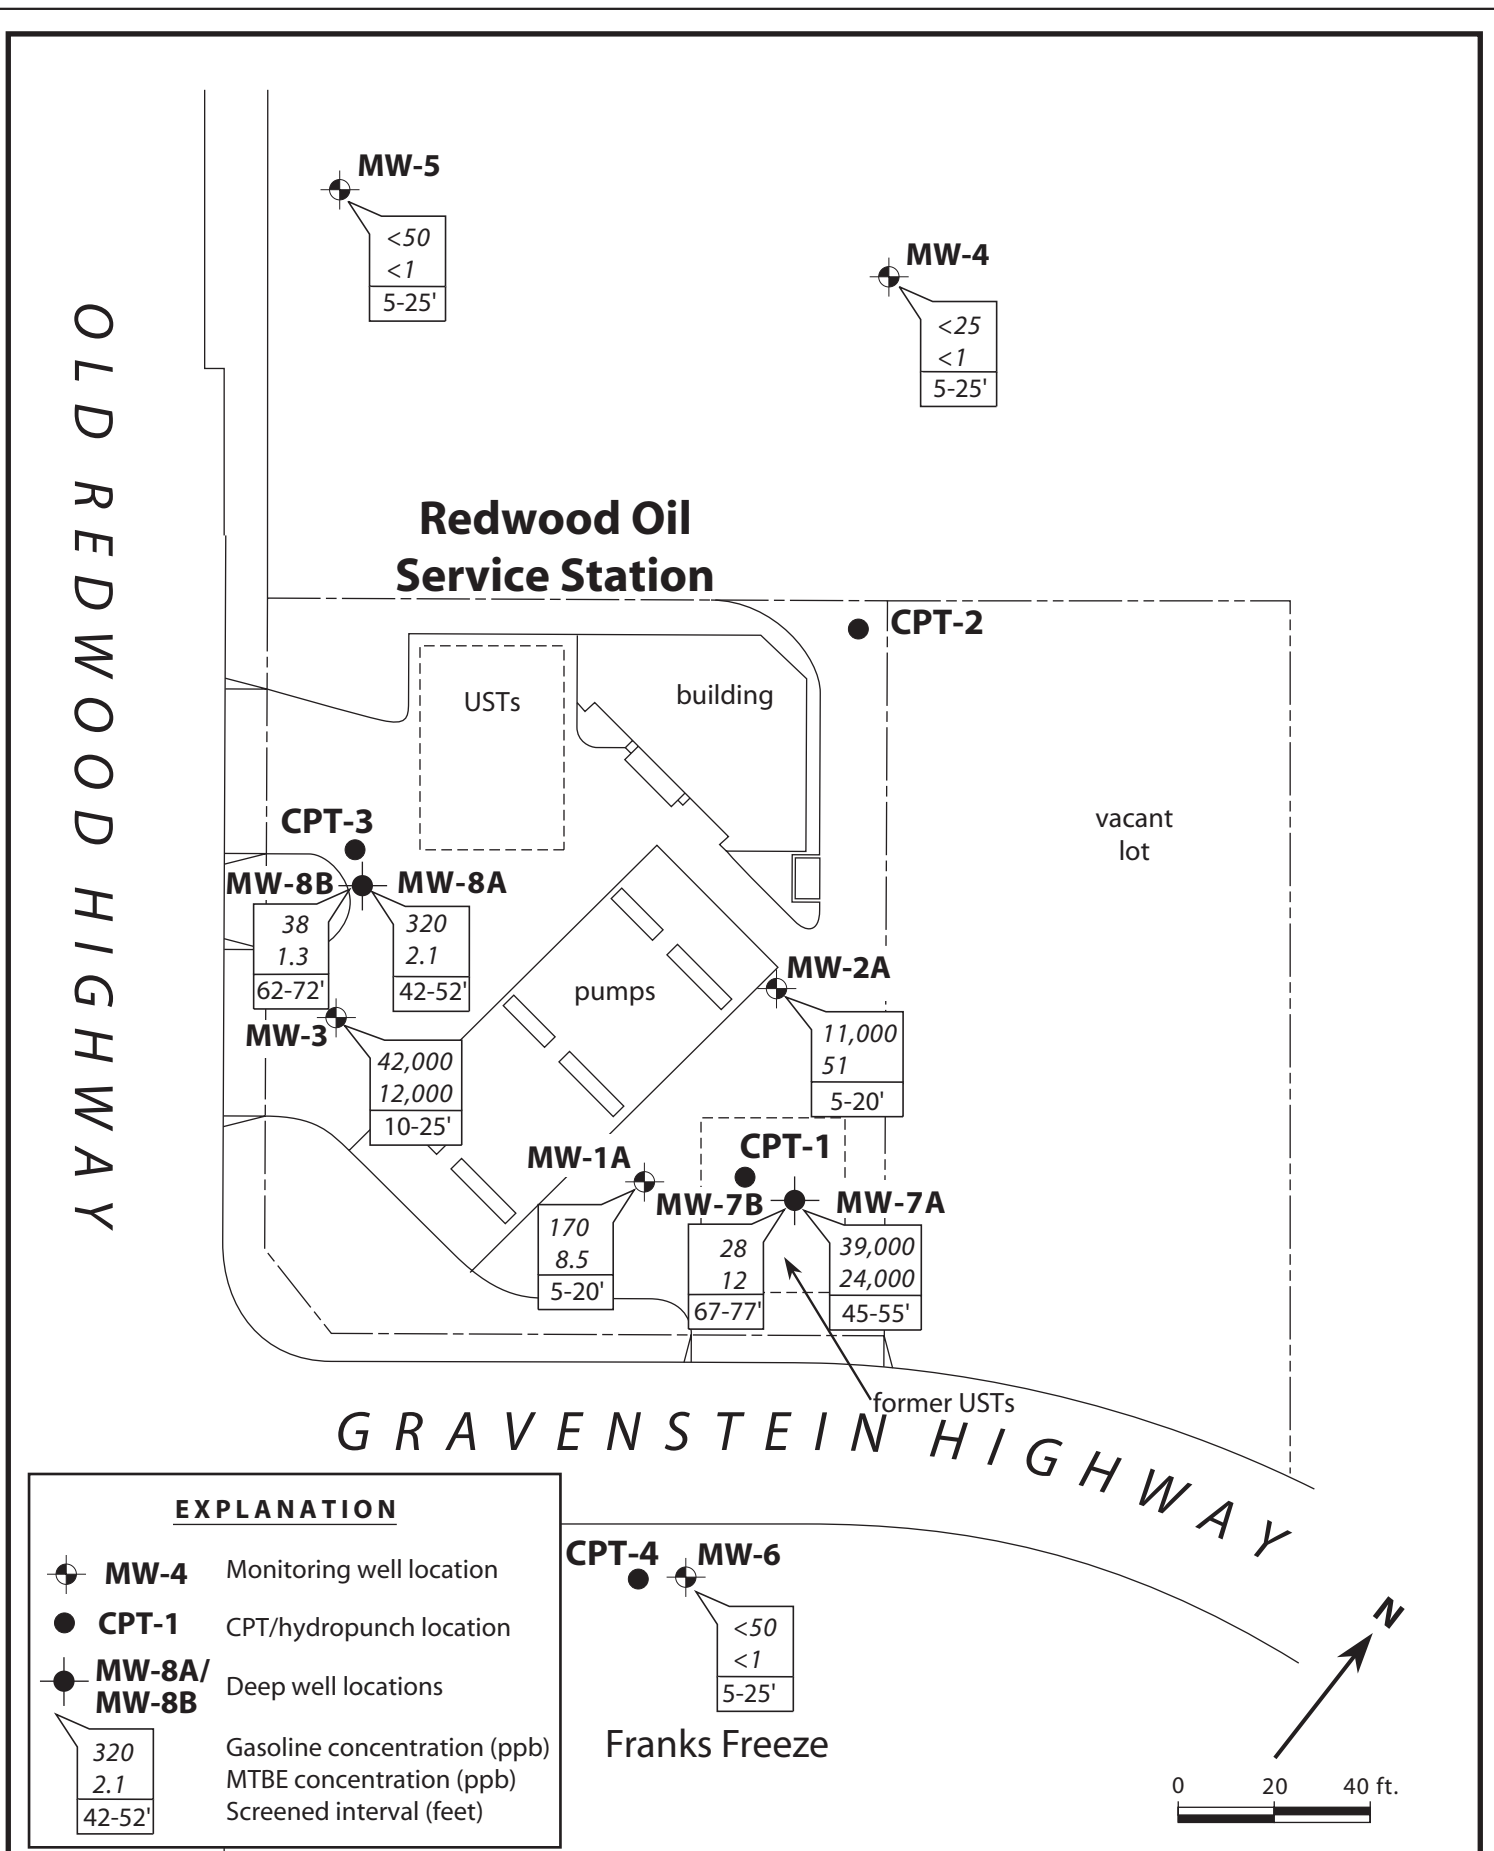 MW-5
<50
<1
5-25'
MW-4
<25
<1
5-25'
OLD REDWOOD HIGHWAY
Redwood Oil
Service Station
CPT-2
USTs
building
vacant
lot
CPT-3
MW-8B
MW-8A
38
1.3
62-72'
320
2.1
42-52'
pumps
MW-2A
11,000
51
5-20'
MW-3
42,000
12,000
10-25'
CPT-1
MW-1A
170
8.5
5-20'
MW-7B
MW-7A
28
12
67-77'
39,000
24,000
45-55'
former USTs
GRAVENSTEIN HIGHWAY
CPT-4
MW-6
<50
<1
5-25'
Franks Freeze
N
0 20 40 ft.
EXPLANATION
MW-4 Monitoring well location
CPT-1 CPT/hydropunch location
MW-8A/
MW-8B Deep well locations
320 Gasoline concentration (ppb)
2.1 MTBE concentration (ppb)
42-52' Screened interval (feet)